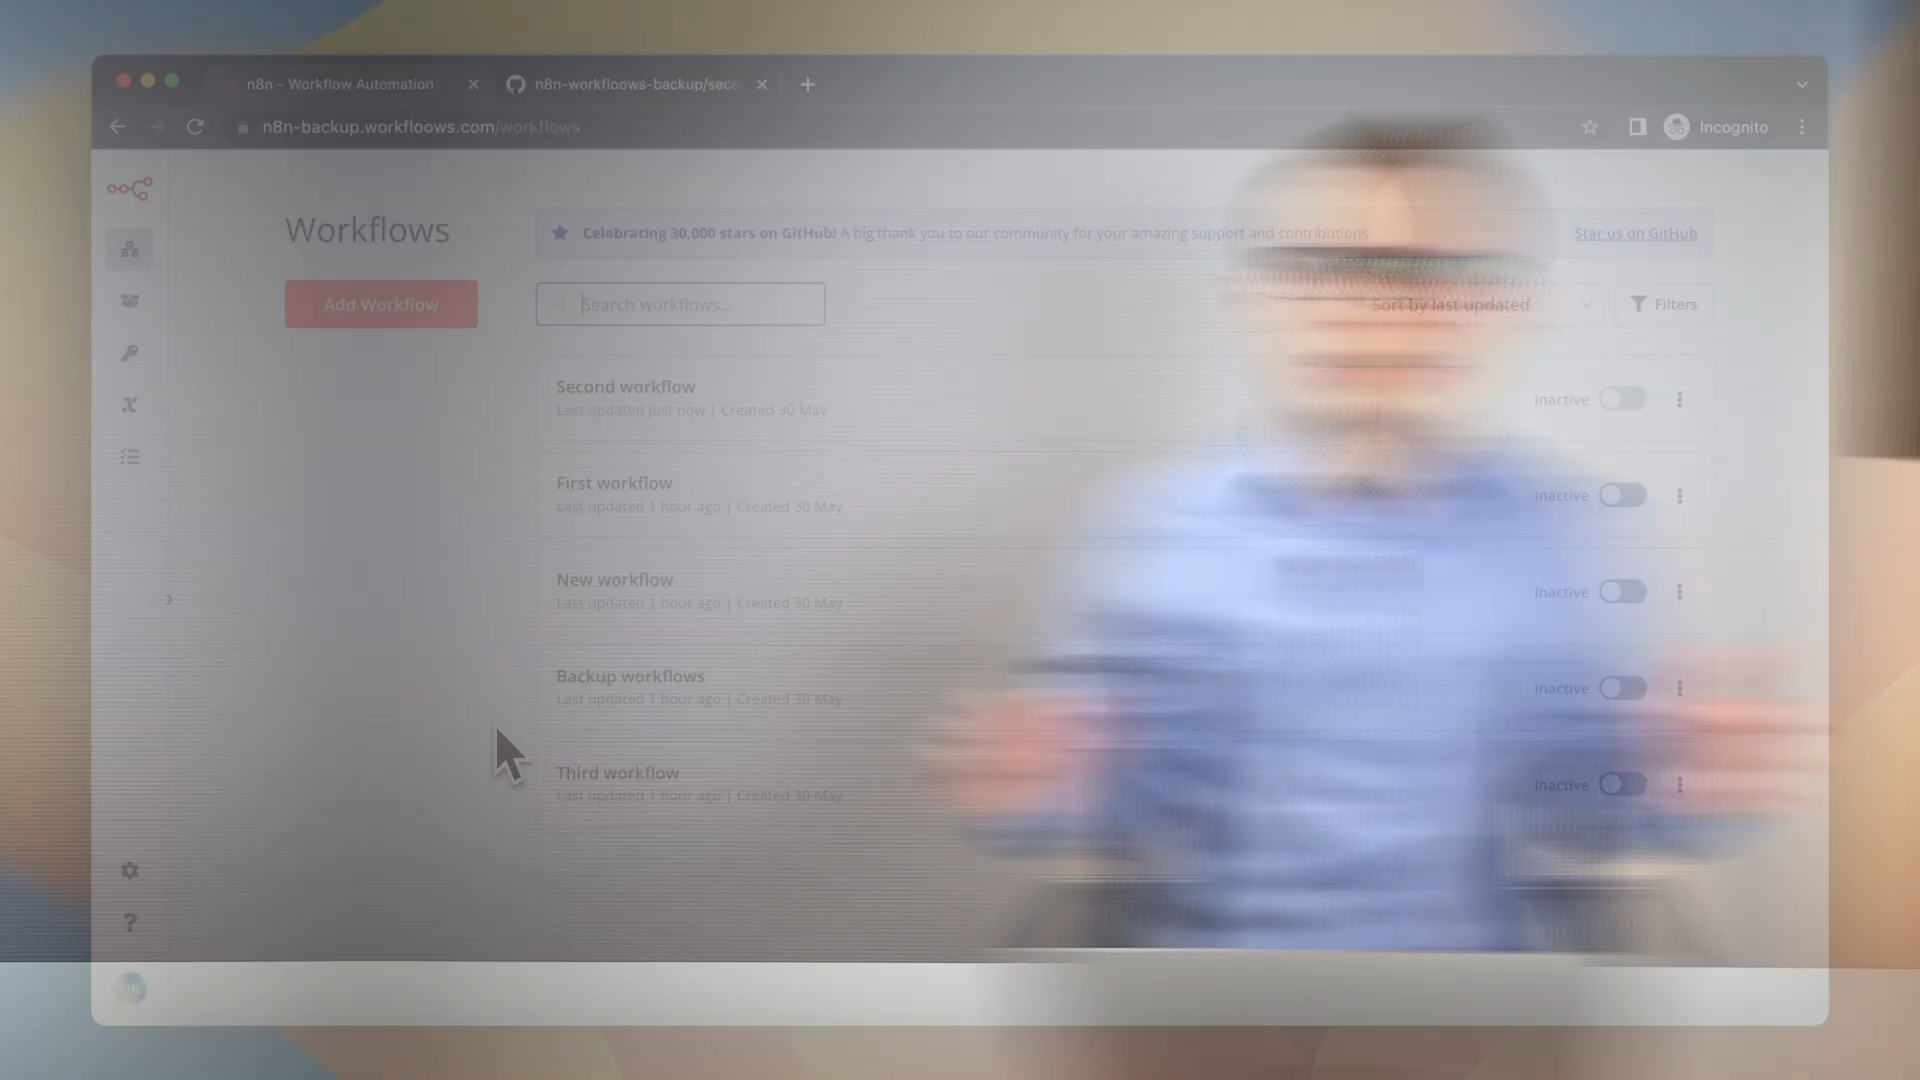 n8n - Workflow Automation
n8n-workfloows-backup/seco
n8n-backup.workfloows.com/workflows
Incognito
Workflows
Celebrating 30,000 stars on GitHub! A big thank you to our community for your amazing support and contributions
Star us on GitHub
Add Workflow
Search workflows...
Sort by last updated
Filters
Second workflow
Last updated just now | Created 30 May
Inactive
First workflow
Last updated 1 hour ago | Created 30 May
Inactive
New workflow
Last updated 1 hour ago | Created 30 May
Inactive
Backup workflows
Last updated 1 hour ago | Created 30 May
Inactive
Third workflow
Last updated 1 hour ago | Created 30 May
Inactive